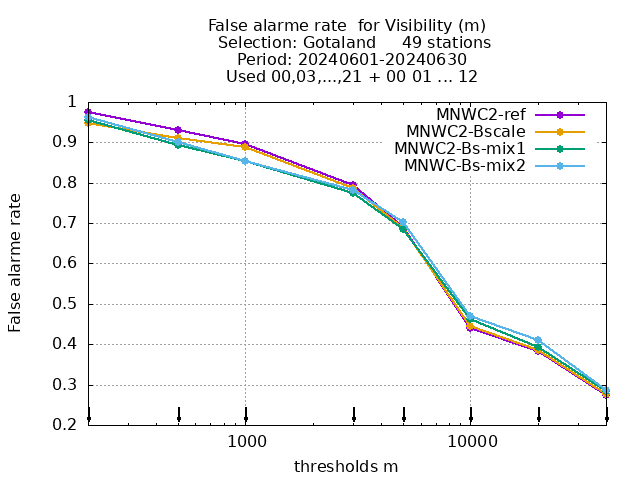 False alarme rate  for Visibility (m)
Selection: Gotaland     49 stations
Period: 20240601-20240630
Used 00,03,...,21 + 00 01 ... 12
MNWC2-ref
MNWC2-Bscale
MNWC2-Bs-mix1
MNWC-Bs-mix2
False alarme rate
1
0.9
0.8
0.7
0.6
0.5
0.4
0.3
0.2
1000
10000
thresholds m